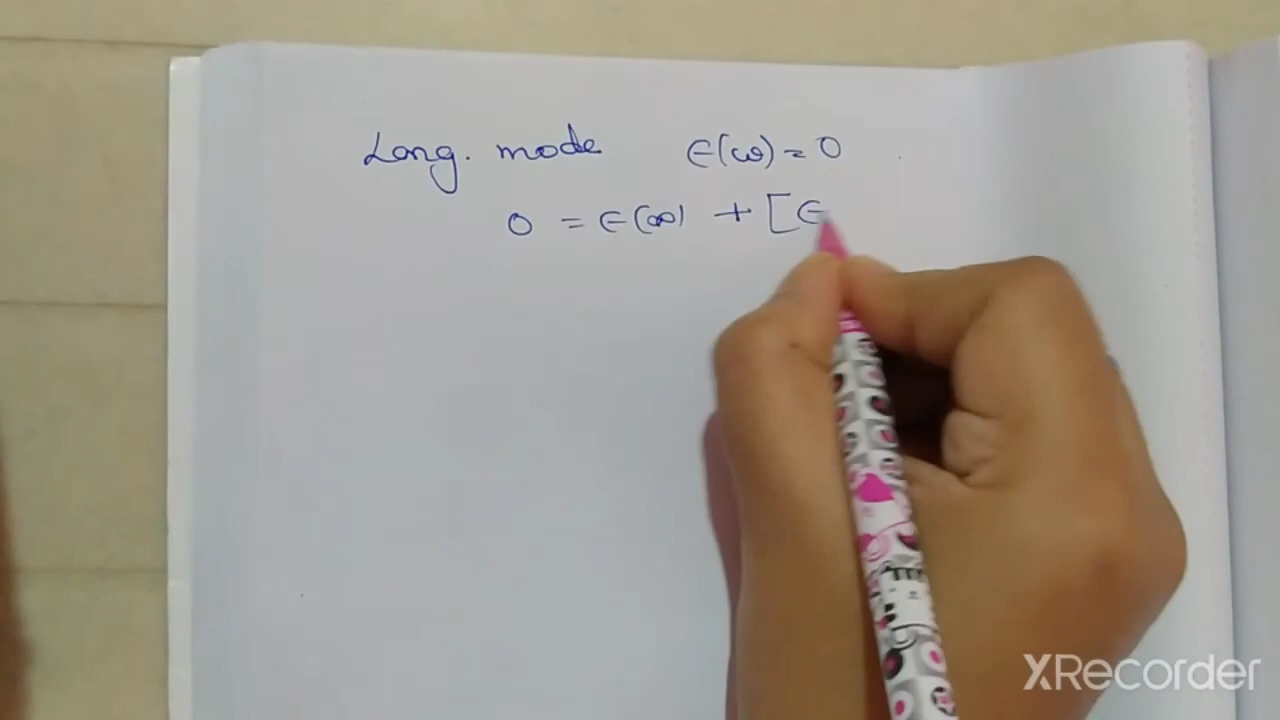 Long. mode ∈(ω) = 0
0 = ∈(∞) + [∈
XRecorder